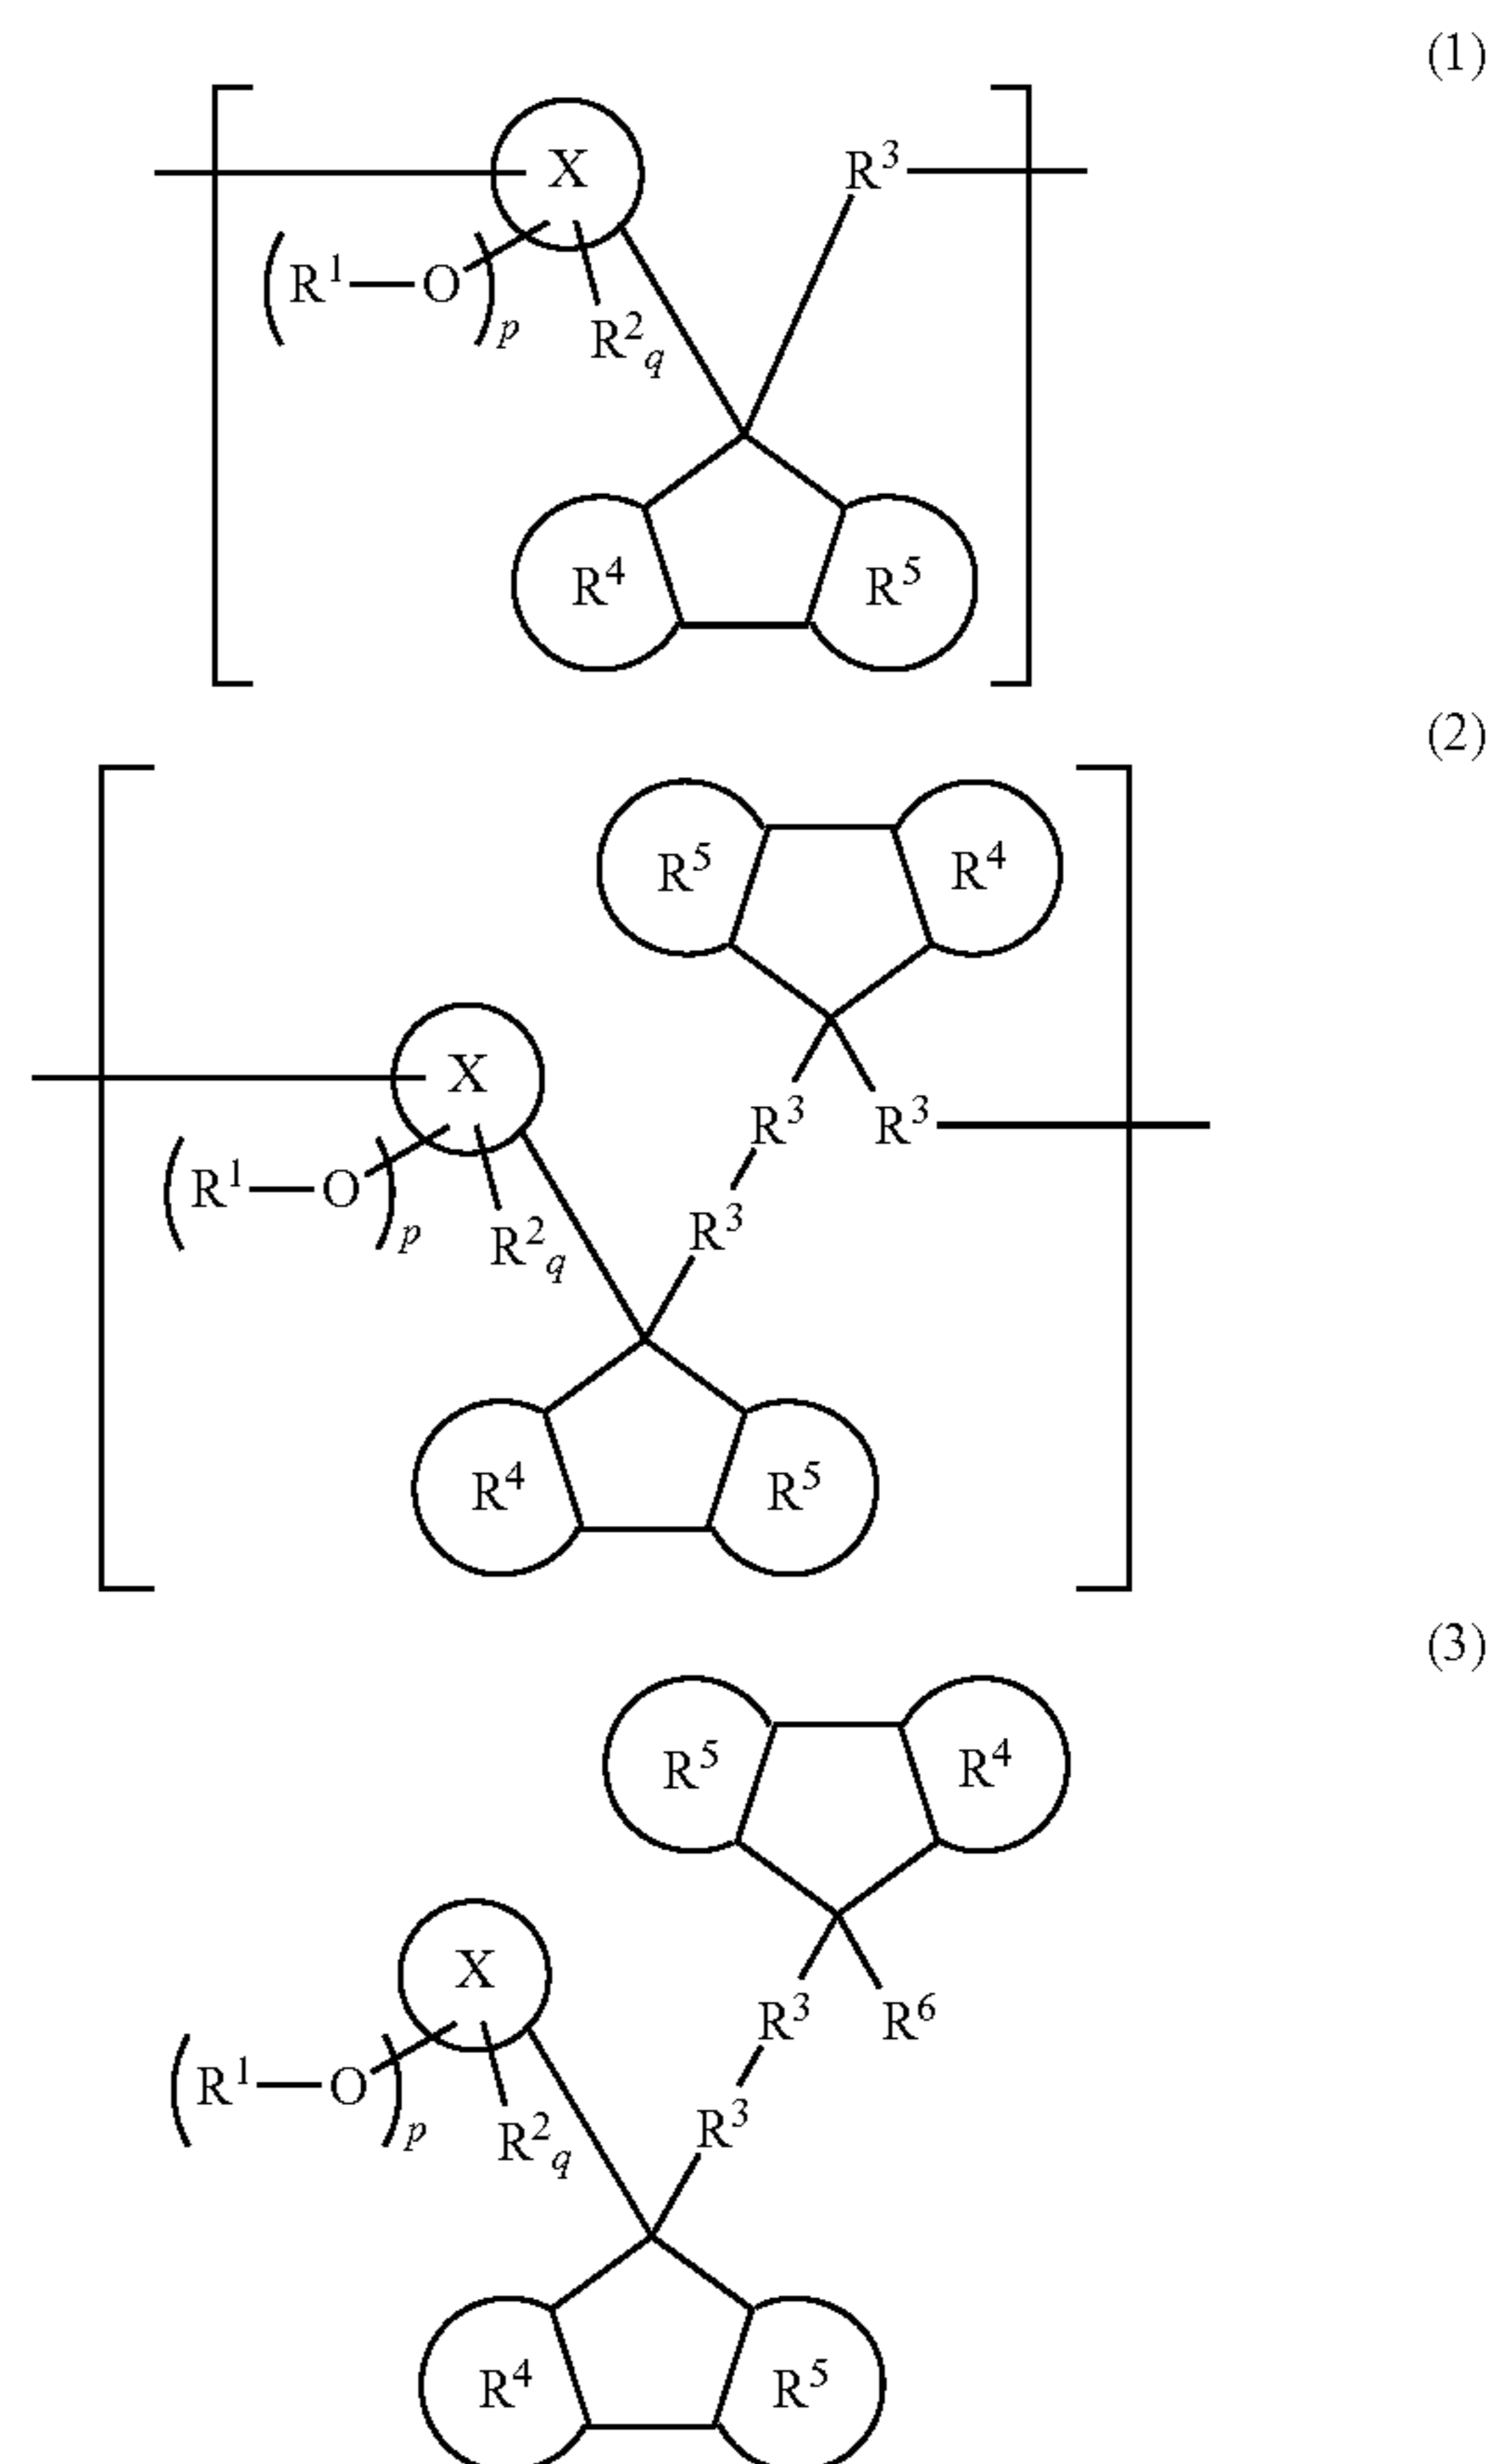 (1)
X
R³
(R¹—O)p
R²q
R⁴
R⁵
(2)
R⁵
R⁴
X
R³
R³
(R¹—O)p
R³
R²q
R⁴
R⁵
(3)
R⁵
R⁴
X
R³
R⁶
(R¹—O)p
R³
R²q
R⁴
R⁵